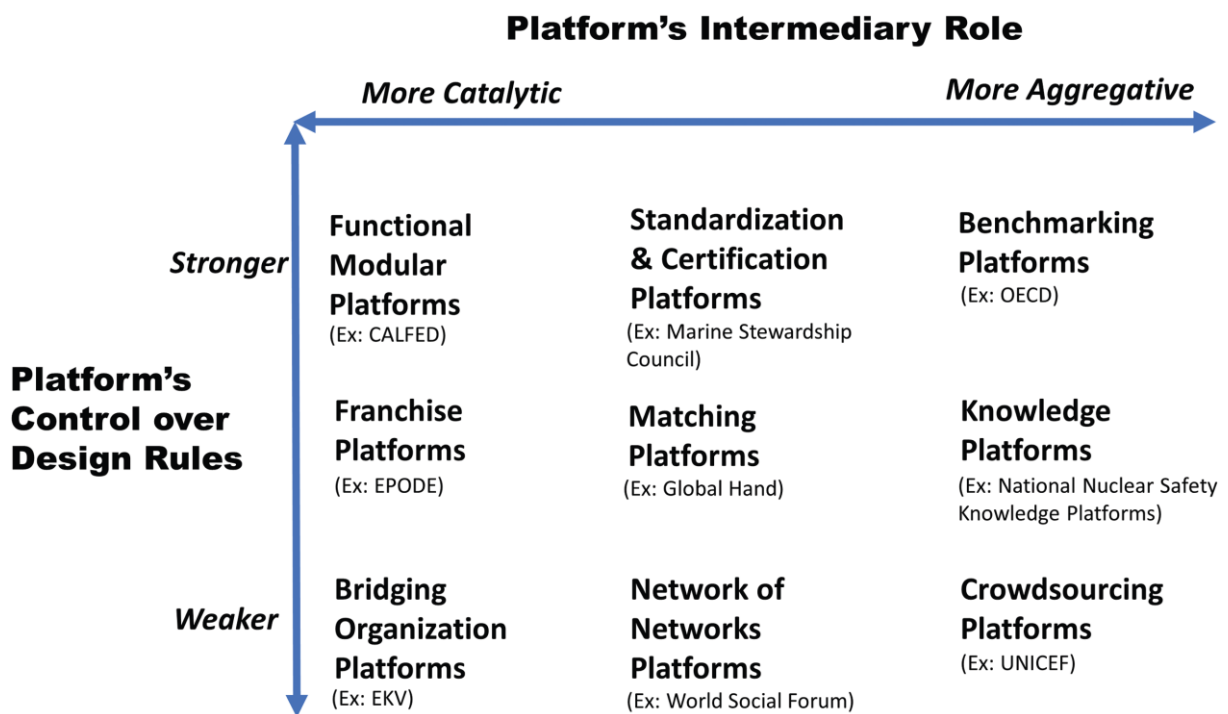 Platform’s Intermediary Role
More Catalytic
More Aggregative
Stronger
Weaker
Platform’s
Control over
Design Rules
Functional
Modular
Platforms
(Ex: CALFED)
Standardization
& Certification
Platforms
(Ex: Marine Stewardship
Council)
Benchmarking
Platforms
(Ex: OECD)
Franchise
Platforms
(Ex: EPODE)
Matching
Platforms
(Ex: Global Hand)
Knowledge
Platforms
(Ex: National Nuclear Safety
Knowledge Platforms)
Bridging
Organization
Platforms
(Ex: EKV)
Network of
Networks
Platforms
(Ex: World Social Forum)
Crowdsourcing
Platforms
(Ex: UNICEF)